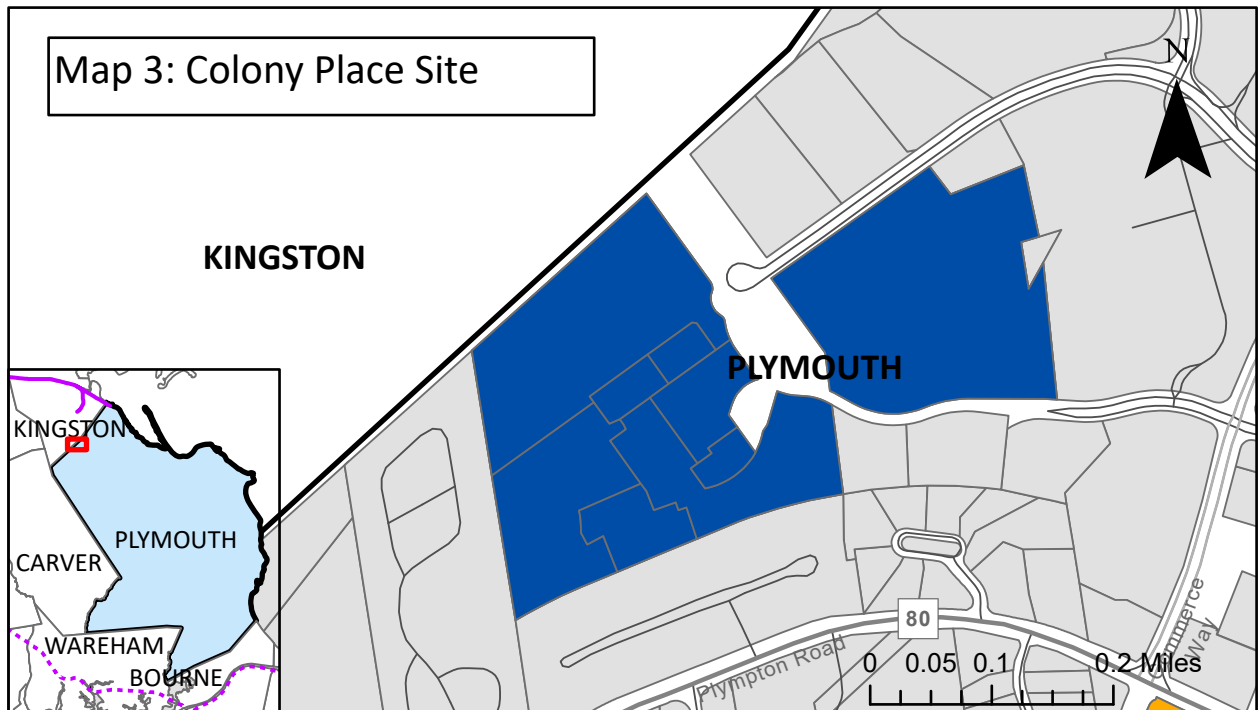 Map 3: Colony Place Site
N
KINGSTON
PLYMOUTH
KINGSTON
PLYMOUTH
CARVER
WAREHAM
BOURNE
80
Plympton Road
Commerce
Way
0 0.05 0.1 0.2 Miles